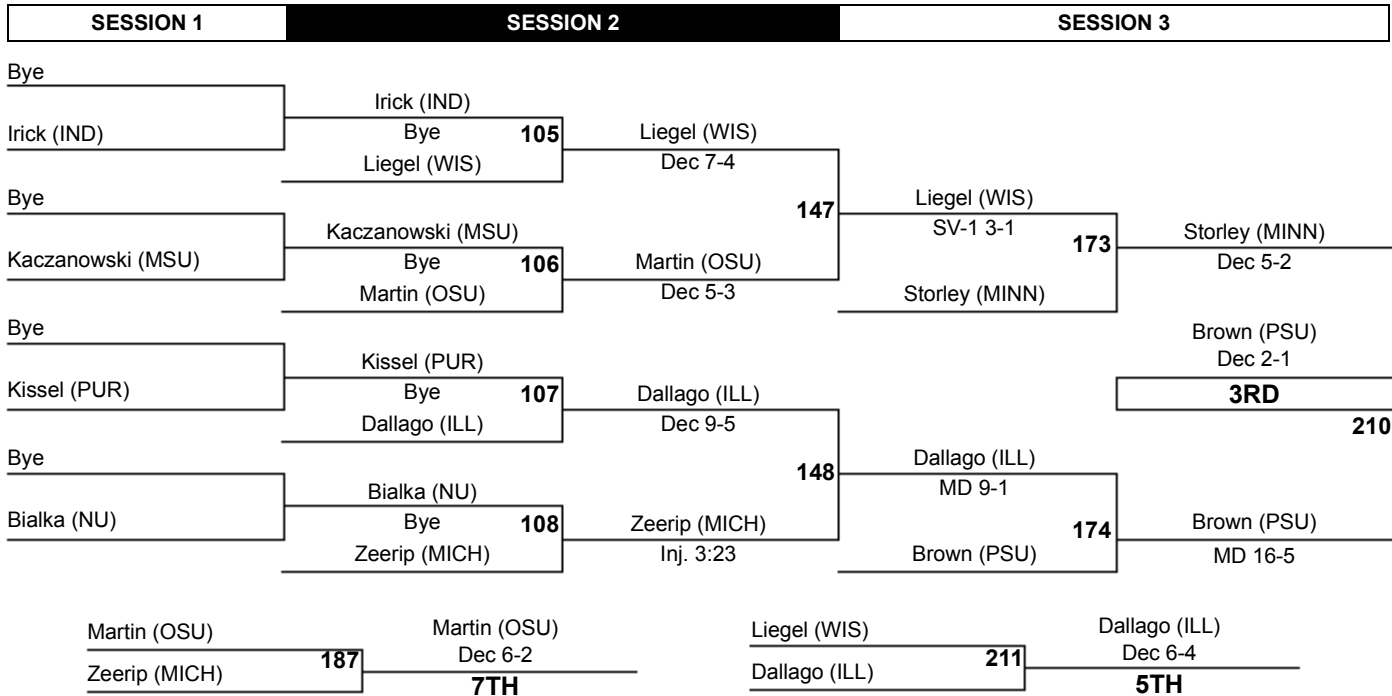 SESSION 1
SESSION 2
SESSION 3
Bye
Irick (IND)
Irick (IND)
Bye
105
Liegel (WIS)
Liegel (WIS)
Dec 7-4
Bye
Kaczanowski (MSU)
Kaczanowski (MSU)
Bye
106
Martin (OSU)
Martin (OSU)
Dec 5-3
147
Liegel (WIS)
SV-1 3-1
173
Storley (MINN)
Storley (MINN)
Dec 5-2
Bye
Kissel (PUR)
Kissel (PUR)
Bye
107
Dallago (ILL)
Dallago (ILL)
Dec 9-5
Brown (PSU)
Dec 2-1
3RD
210
Bye
Bialka (NU)
Bialka (NU)
Bye
108
Zeerip (MICH)
Zeerip (MICH)
Inj. 3:23
148
Dallago (ILL)
MD 9-1
174
Brown (PSU)
Brown (PSU)
MD 16-5
Martin (OSU)
Zeerip (MICH)
187
Martin (OSU)
Dec 6-2
7TH
Liegel (WIS)
Dallago (ILL)
211
Dallago (ILL)
Dec 6-4
5TH